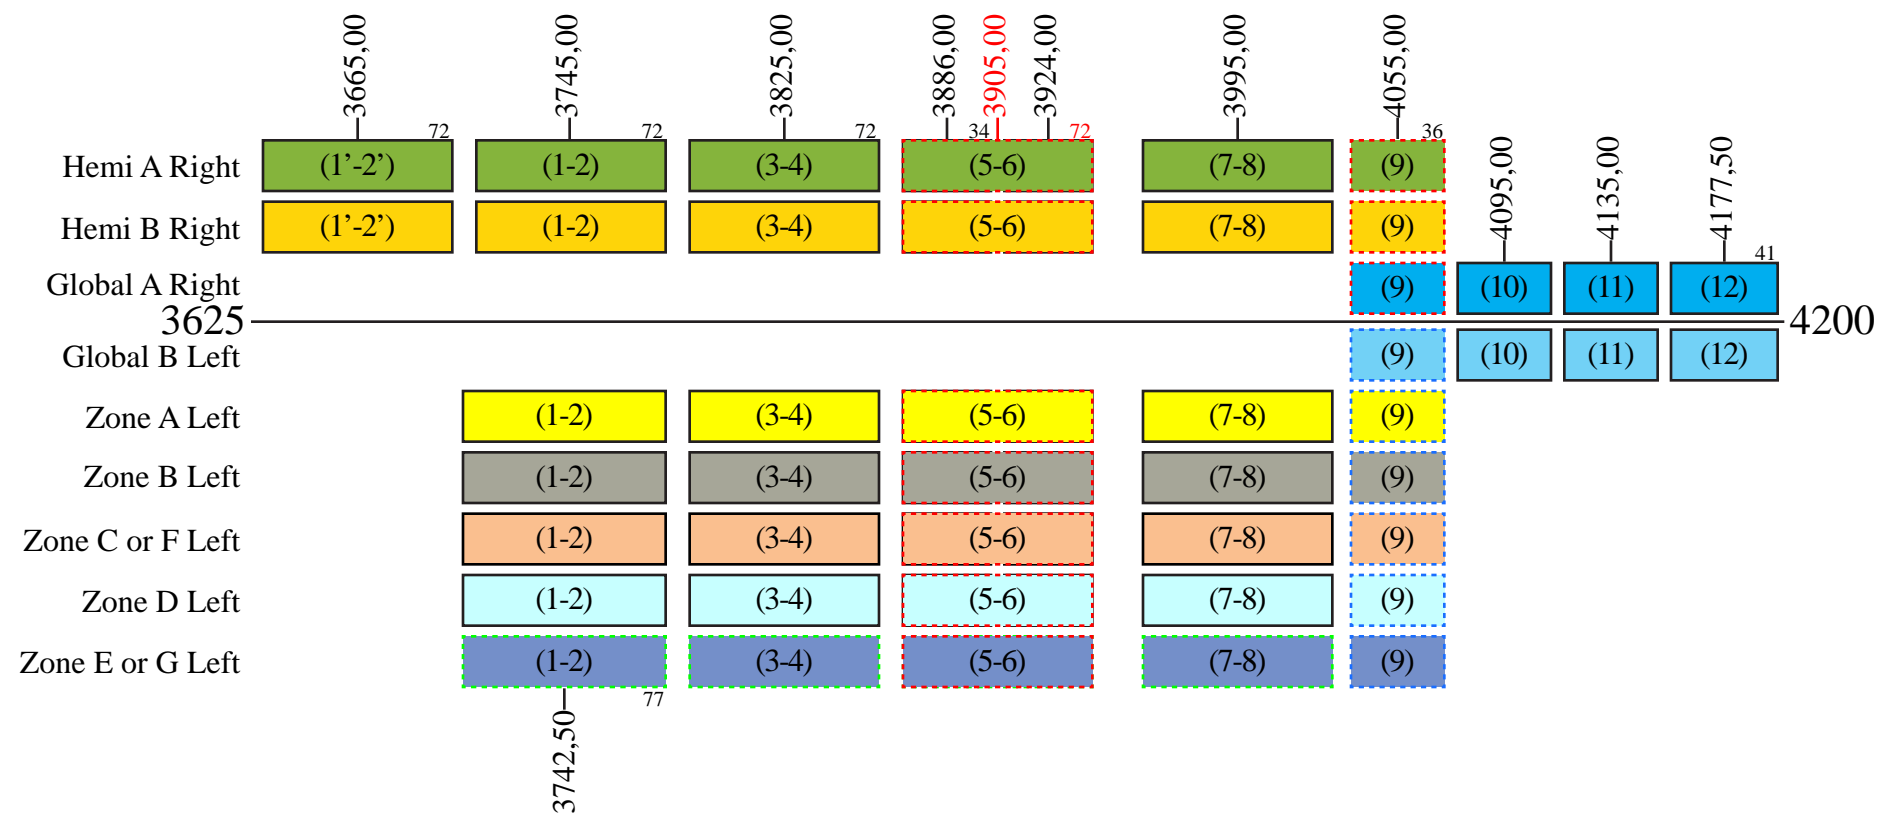 3665,00 3745,00 3825,00 3886,00 3905,00 3924,00 3995,00 4055,00
72 72 72 34 72 36
Hemi A Right (1’-2’) (1-2) (3-4) (5-6) (7-8) (9)
4095,00 4135,00 4177,50
Hemi B Right (1’-2’) (1-2) (3-4) (5-6) (7-8) (9)
41
Global A Right (9) (10) (11) (12)
3625 4200
Global B Left (9) (10) (11) (12)
Zone A Left (1-2) (3-4) (5-6) (7-8) (9)
Zone B Left (1-2) (3-4) (5-6) (7-8) (9)
Zone C or F Left (1-2) (3-4) (5-6) (7-8) (9)
Zone D Left (1-2) (3-4) (5-6) (7-8) (9)
Zone E or G Left (1-2) (3-4) (5-6) (7-8) (9)
77
3742,50